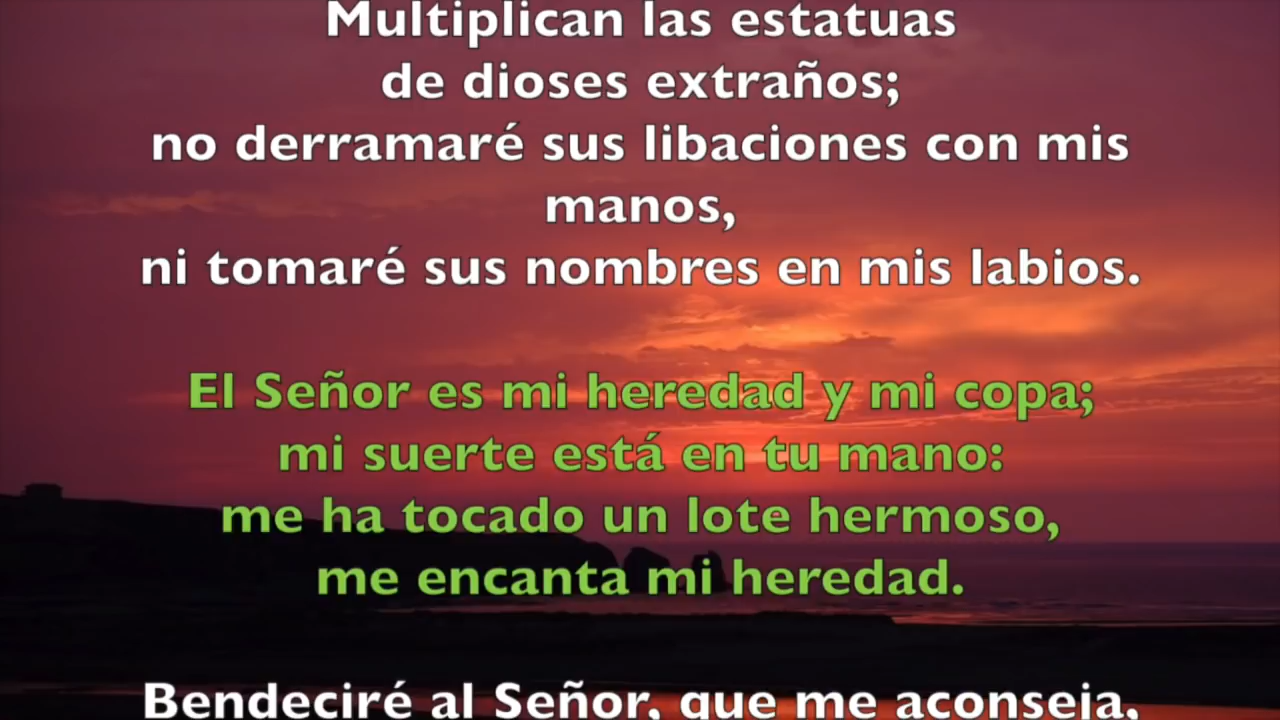 Multiplican las estatuas
de dioses extraños;
no derramaré sus libaciones con mis
manos,
ni tomaré sus nombres en mis labios.
El Señor es mi heredad y mi copa;
mi suerte está en tu mano:
me ha tocado un lote hermoso,
me encanta mi heredad.
Bendeciré al Señor, que me aconseja,